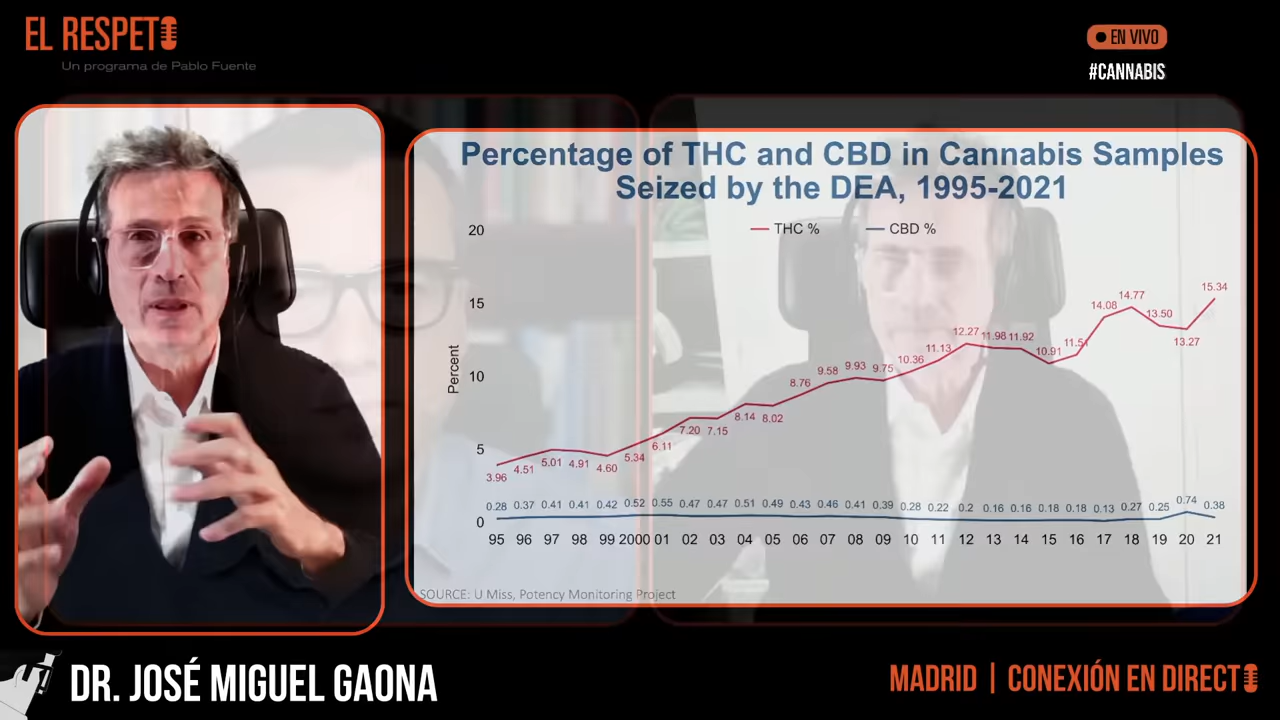 EL RESPETO
Un programa de Pablo Fuente
EN VIVO
#CANNABIS
Percentage of THC and CBD in Cannabis Samples
Seized by the DEA, 1995-2021
THC %
CBD %
Percent
20
15
10
5
0
3.96 4.51 5.01 4.91 4.60 5.34 6.11 7.20 7.15 8.14 8.02 8.76 9.58 9.93 9.75 10.36 11.13 12.27 11.98 11.92 10.91 11.51 14.08 14.77 13.50 13.27 15.34
0.28 0.37 0.41 0.41 0.42 0.52 0.55 0.47 0.47 0.51 0.49 0.43 0.46 0.41 0.39 0.28 0.22 0.2 0.16 0.16 0.18 0.18 0.13 0.27 0.25 0.74 0.38
95 96 97 98 99 2000 01 02 03 04 05 06 07 08 09 10 11 12 13 14 15 16 17 18 19 20 21
SOURCE: U Miss, Potency Monitoring Project
DR. JOSÉ MIGUEL GAONA
MADRID | CONEXIÓN EN DIRECTO